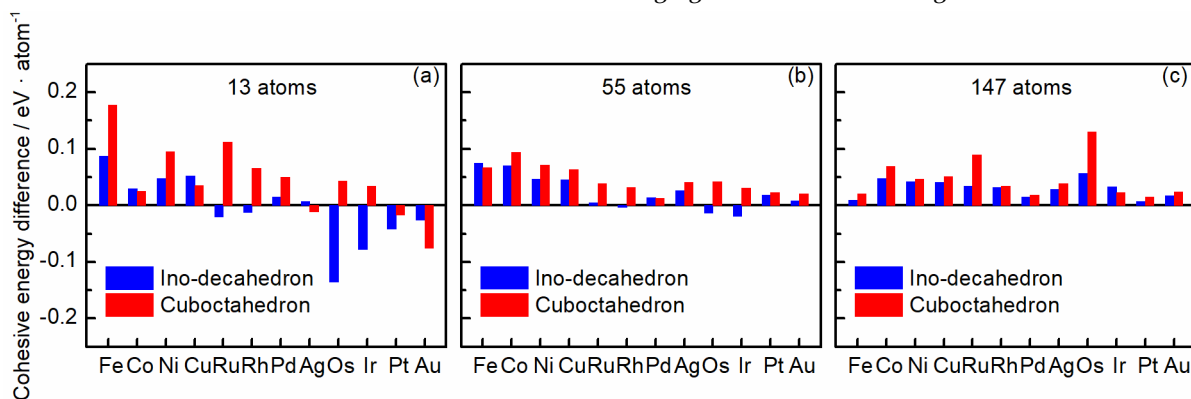 Cohesive energy difference / eV · atom⁻¹
0.2
0.1
0.0
-0.1
-0.2
(a)
13 atoms
Ino-decahedron
Cuboctahedron
Fe Co Ni Cu Ru Rh Pd Ag Os Ir Pt Au
(b)
55 atoms
Ino-decahedron
Cuboctahedron
Fe Co Ni Cu Ru Rh Pd Ag Os Ir Pt Au
(c)
147 atoms
Ino-decahedron
Cuboctahedron
Fe Co Ni Cu Ru Rh Pd Ag Os Ir Pt Au